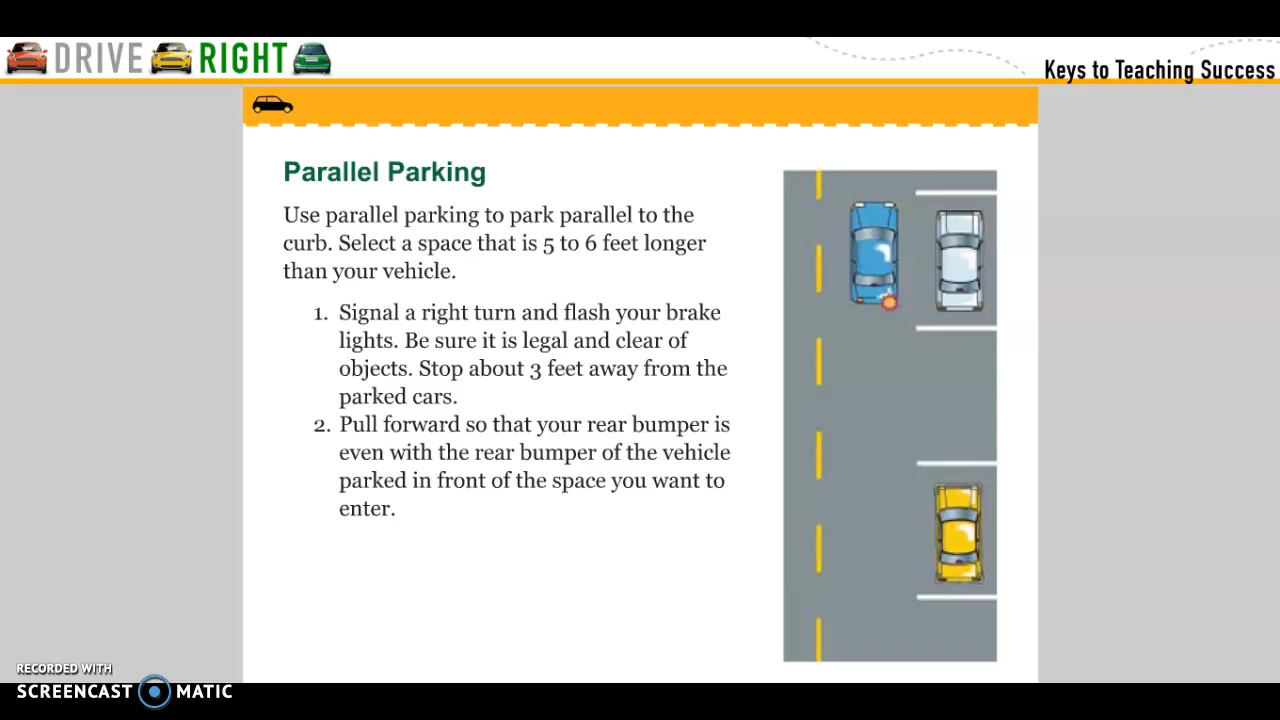 DRIVE RIGHT
Keys to Teaching Success
Parallel Parking
Use parallel parking to park parallel to the
curb. Select a space that is 5 to 6 feet longer
than your vehicle.
1. Signal a right turn and flash your brake
lights. Be sure it is legal and clear of
objects. Stop about 3 feet away from the
parked cars.
2. Pull forward so that your rear bumper is
even with the rear bumper of the vehicle
parked in front of the space you want to
enter.
RECORDED WITH
SCREENCAST MATIC